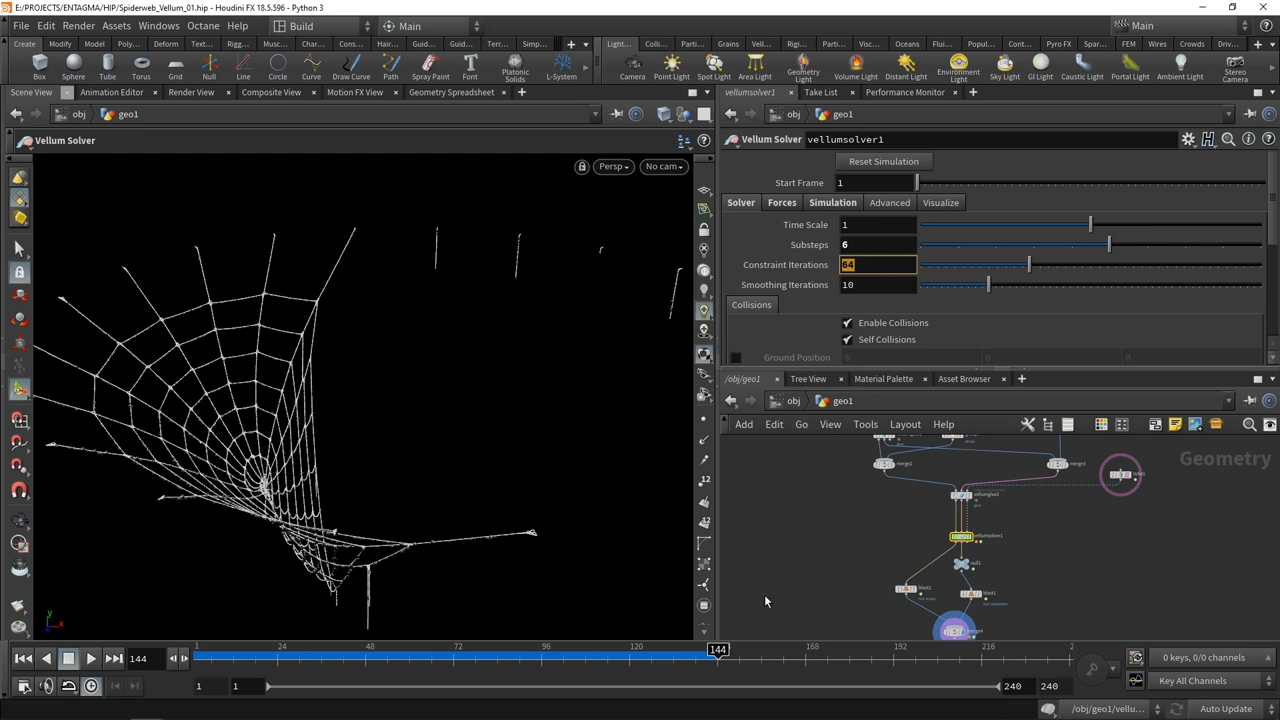 E:/PROJECTS/ENTAGMA/HIP/Spiderweb_Vellum_01.hip - Houdini FX 18.5.596 - Python 3
File Edit Render Assets Windows Octane Help Build Main Main
Create Modify Model Poly... Deform Text... Rigg... Musc... Char... Cons... Hair... Guid... Guid... Terr... Simp... Light... Colli... Parti... Grains Vell... Rigi... Parti... Visc... Oceans Flui... Popul... Cont... Pyro FX Spar... FEM Wires Crowds Driv...
Box Sphere Tube Torus Grid Null Line Circle Curve Draw Curve Path Spray Paint Font Platonic Solids L-System Camera Point Light Spot Light Area Light Geometry Light Volume Light Distant Light Environment Light Sky Light GI Light Caustic Light Portal Light Ambient Light Stereo Camera
Scene View Animation Editor Render View Composite View Motion FX View Geometry Spreadsheet vellumsolver1 Take List Performance Monitor
obj geo1 obj geo1
Vellum Solver Vellum Solver vellumsolver1
Persp No cam
Reset Simulation
Start Frame 1
Solver Forces Simulation Advanced Visualize
Time Scale 1
Substeps 6
Constraint Iterations 64
Smoothing Iterations 10
Collisions
Enable Collisions
Self Collisions
Ground Position 0 0 0
/obj/geo1 Tree View Material Palette Asset Browser
obj geo1
Add Edit Go View Tools Layout Help
Geometry
merge2
vellumsolver1
null1
12
12
y
x
144 1 24 48 72 96 120 144 168 192 216 2
0 keys, 0/0 channels
1 1 240 240 Key All Channels
/obj/geo1/vellu... Auto Update